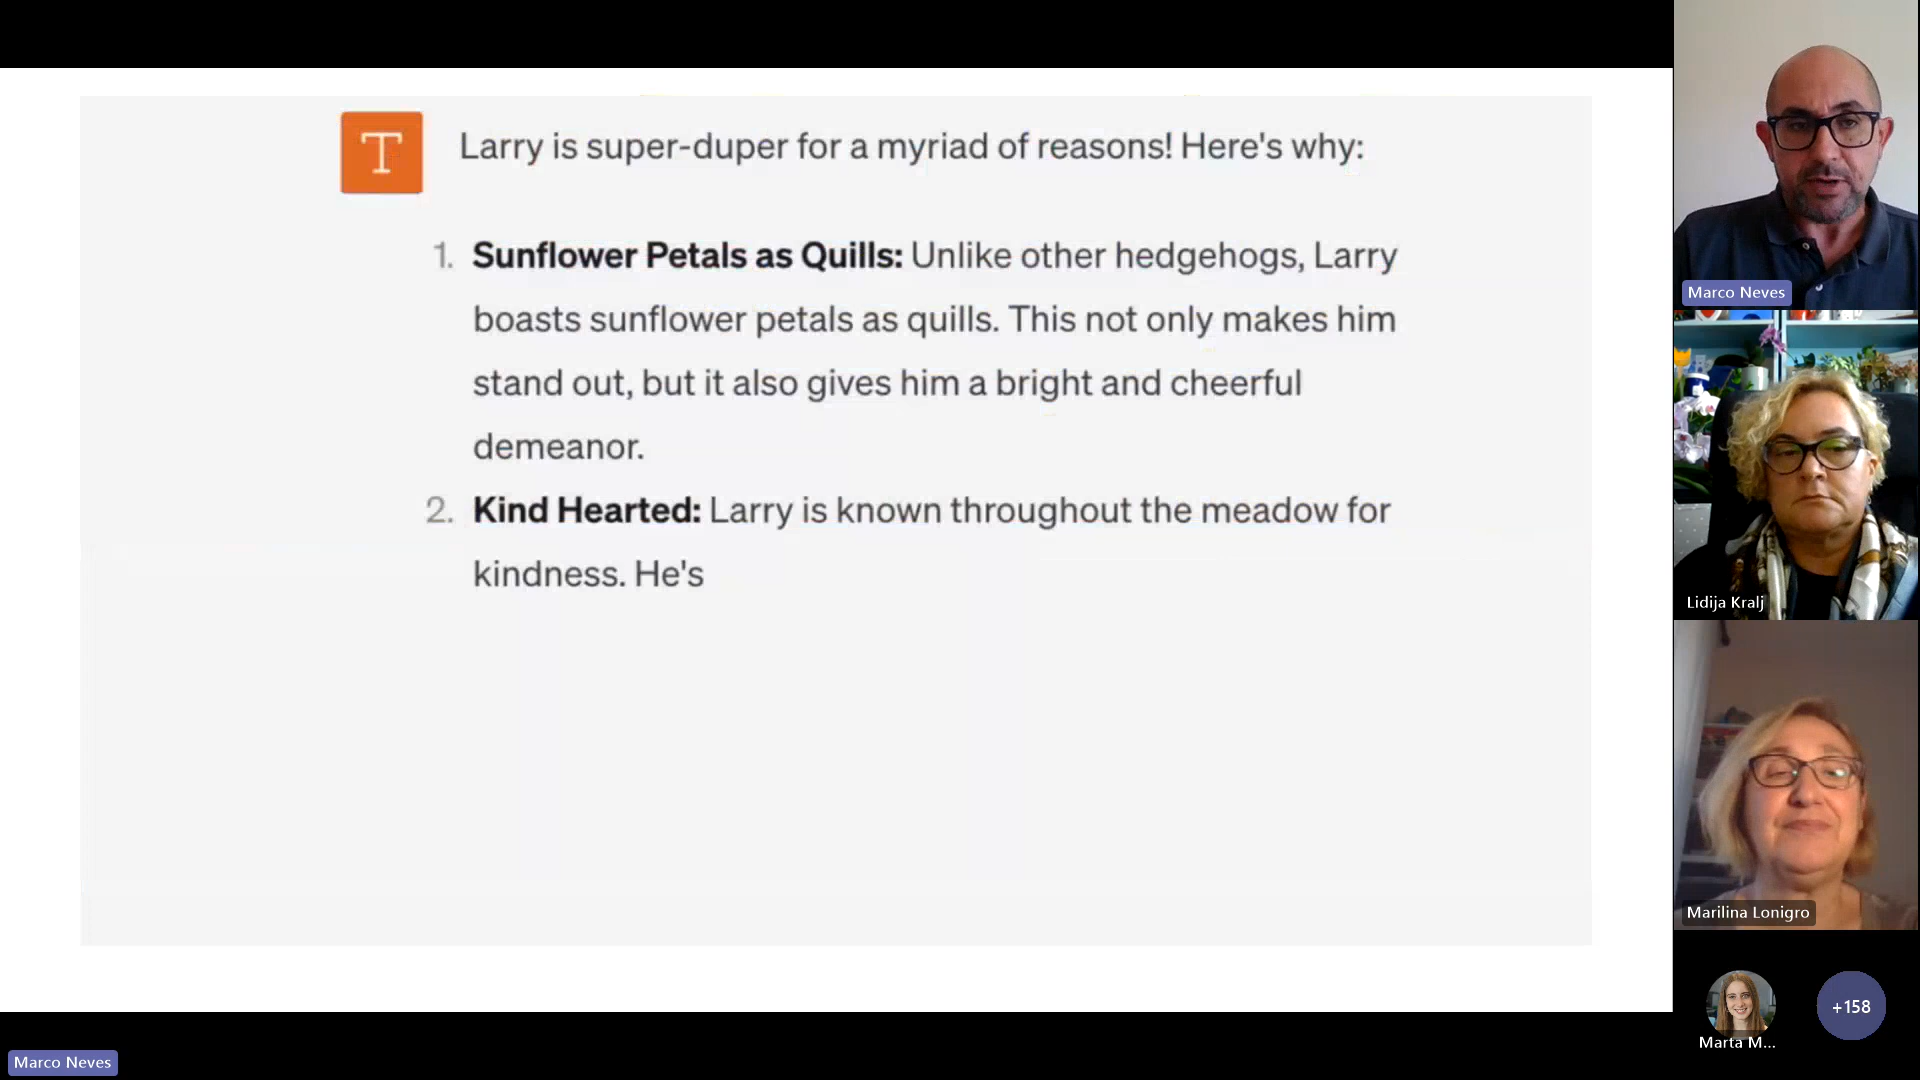 T
Larry is super-duper for a myriad of reasons! Here's why:
1. Sunflower Petals as Quills: Unlike other hedgehogs, Larry
boasts sunflower petals as quills. This not only makes him
stand out, but it also gives him a bright and cheerful
demeanor.
2. Kind Hearted: Larry is known throughout the meadow for
kindness. He's
Marco Neves
Lidija Kralj
Marilina Lonigro
Marta M...
+158
Marco Neves